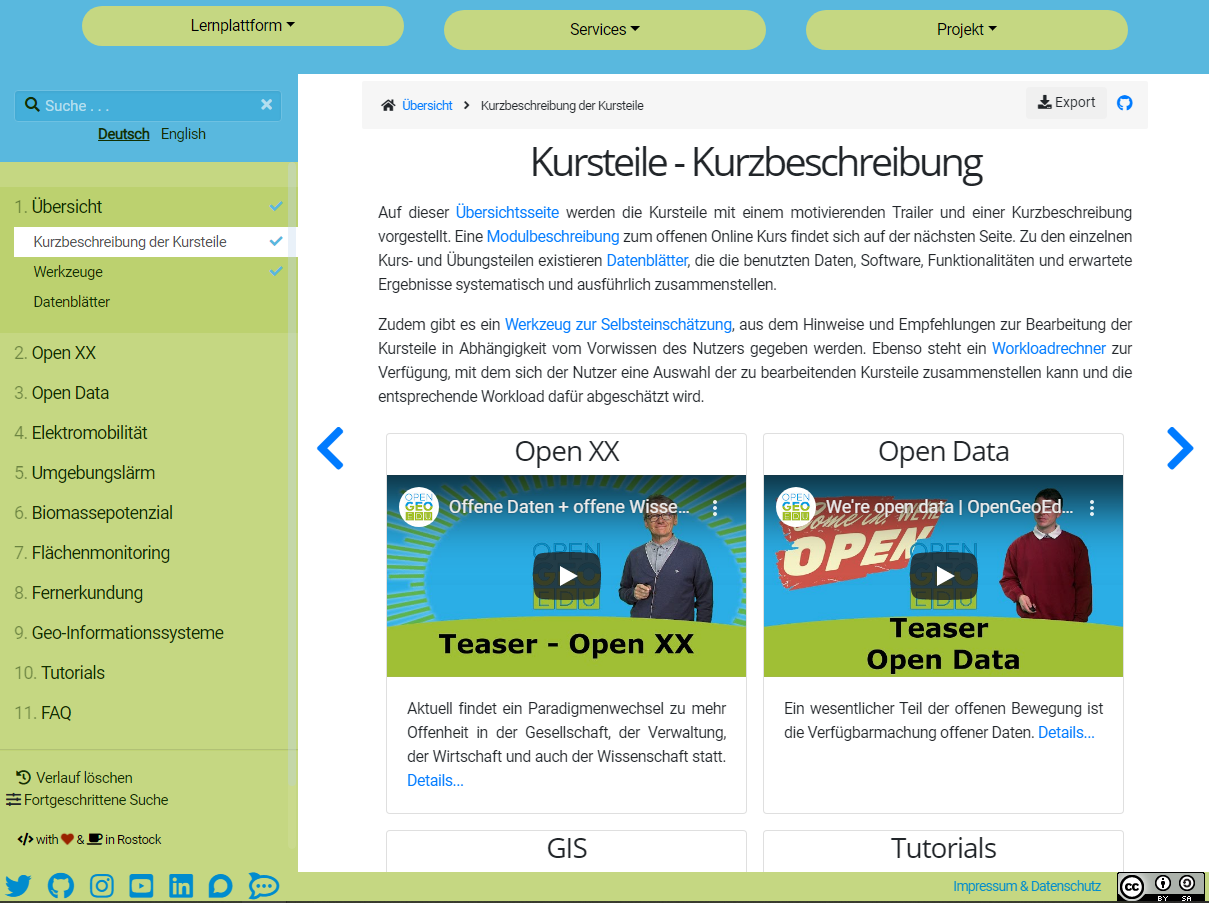 Lernplattform
Services
Projekt
Suche . . .
Deutsch English
1. Übersicht
Kurzbeschreibung der Kursteile
Werkzeuge
Datenblätter
2. Open XX
3. Open Data
4. Elektromobilität
5. Umgebungslärm
6. Biomassepotenzial
7. Flächenmonitoring
8. Fernerkundung
9. Geo-Informationssysteme
10. Tutorials
11. FAQ
Verlauf löschen
Fortgeschrittene Suche
with & in Rostock
Übersicht Kurzbeschreibung der Kursteile
Export
Kursteile - Kurzbeschreibung
Auf dieser Übersichtsseite werden die Kursteile mit einem motivierenden Trailer und einer Kurzbeschreibung
vorgestellt. Eine Modulbeschreibung zum offenen Online Kurs findet sich auf der nächsten Seite. Zu den einzelnen
Kurs- und Übungsteilen existieren Datenblätter, die die benutzten Daten, Software, Funktionalitäten und erwartete
Ergebnisse systematisch und ausführlich zusammenstellen.
Zudem gibt es ein Werkzeug zur Selbsteinschätzung, aus dem Hinweise und Empfehlungen zur Bearbeitung der
Kursteile in Abhängigkeit vom Vorwissen des Nutzers gegeben werden. Ebenso steht ein Workloadrechner zur
Verfügung, mit dem sich der Nutzer eine Auswahl der zu bearbeitenden Kursteile zusammenstellen kann und die
entsprechende Workload dafür abgeschätzt wird.
Open XX
OPEN
GEO
EDU
Offene Daten + offene Wisse...
OPEN
GEO
EDU
Teaser - Open XX
Aktuell findet ein Paradigmenwechsel zu mehr
Offenheit in der Gesellschaft, der Verwaltung,
der Wirtschaft und auch der Wissenschaft statt.
Details...
Open Data
OPEN
GEO
EDU
We're open data | OpenGeoEd...
Come in! WE'RE
OPEN
OPEN
GEO
EDU
Teaser
Open Data
Ein wesentlicher Teil der offenen Bewegung ist
die Verfügbarmachung offener Daten. Details...
GIS
Tutorials
Impressum & Datenschutz
cc
BY SA